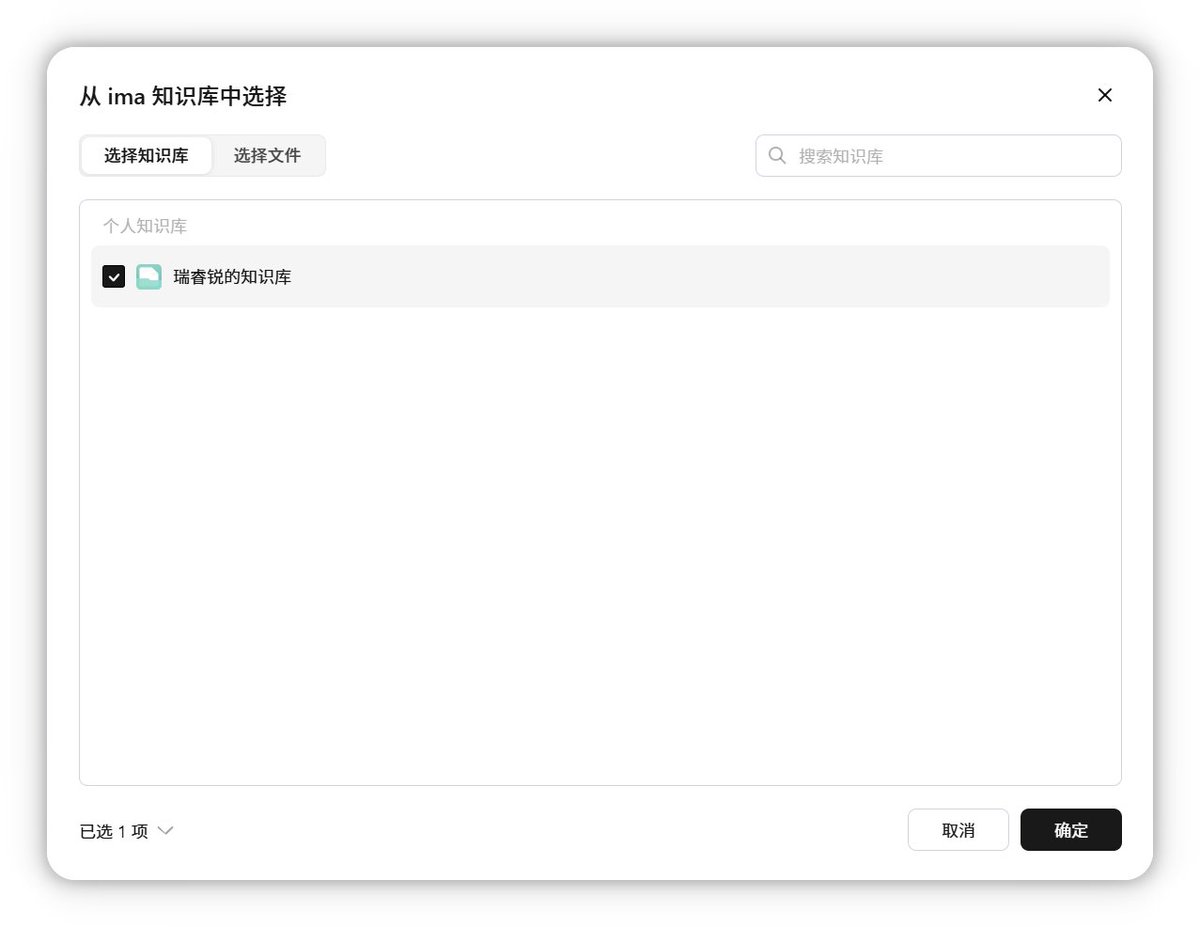 从 ima 知识库中选择
选择知识库 选择文件
搜索知识库
个人知识库
瑞睿锐的知识库
已选 1 项
取消 确定